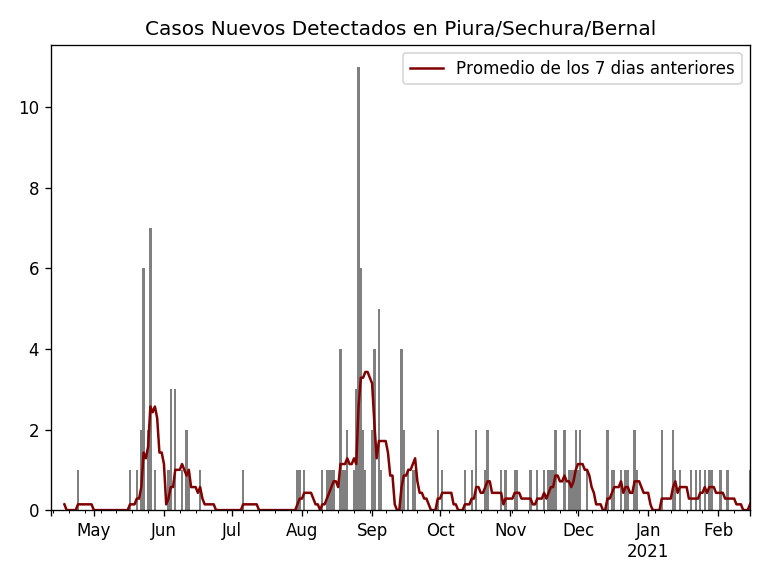 Casos Nuevos Detectados en Piura/Sechura/Bernal
Promedio de los 7 dias anteriores
10
8
6
4
2
0
May Jun Jul Aug Sep Oct Nov Dec Jan Feb
2021